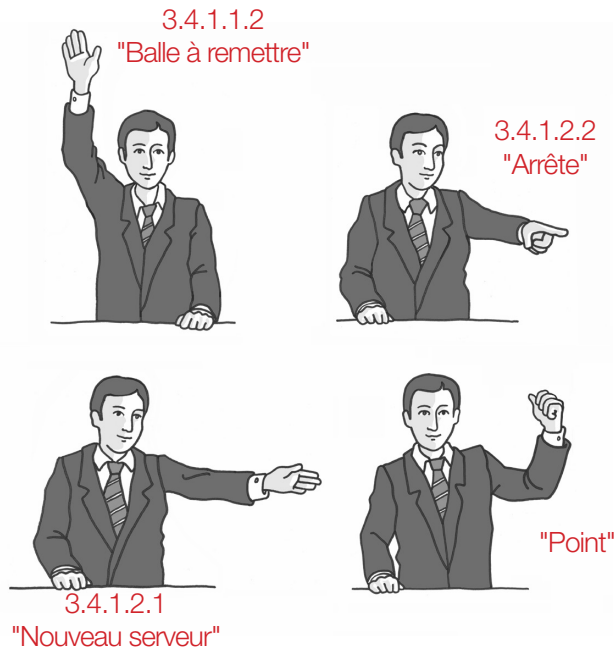 3.4.1.1.2
"Balle à remettre"
3.4.1.2.2
"Arrête"
3.4.1.2.1
"Nouveau serveur"
"Point"